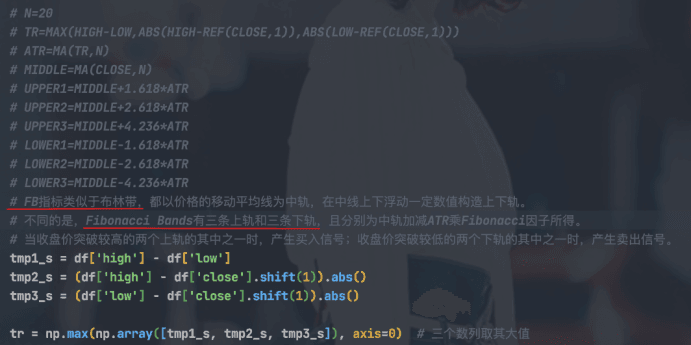 # N=20
# TR=MAX(HIGH-LOW,ABS(HIGH-REF(CLOSE,1)),ABS(LOW-REF(CLOSE,1)))
# ATR=MA(TR,N)
# MIDDLE=MA(CLOSE,N)
# UPPER1=MIDDLE+1.618*ATR
# UPPER2=MIDDLE+2.618*ATR
# UPPER3=MIDDLE+4.236*ATR
# LOWER1=MIDDLE-1.618*ATR
# LOWER2=MIDDLE-2.618*ATR
# LOWER3=MIDDLE-4.236*ATR
# FB指标类似于布林带，都以价格的移动平均线为中轨，在中线上下浮动一定数值构造上下轨。
# 不同的是，Fibonacci Bands有三条上轨和三条下轨，且分别为中轨加减ATR乘Fibonacci因子所得。
# 当收盘价突破较高的两个上轨的其中之一时，产生买入信号；收盘价突破较低的两个下轨的其中之一时，产生卖出信号。
tmp1_s = df['high'] - df['low']
tmp2_s = (df['high'] - df['close'].shift(1)).abs()
tmp3_s = (df['low'] - df['close'].shift(1)).abs()
tr = np.max(np.array([tmp1_s, tmp2_s, tmp3_s]), axis=0)  # 三个数列取其大值